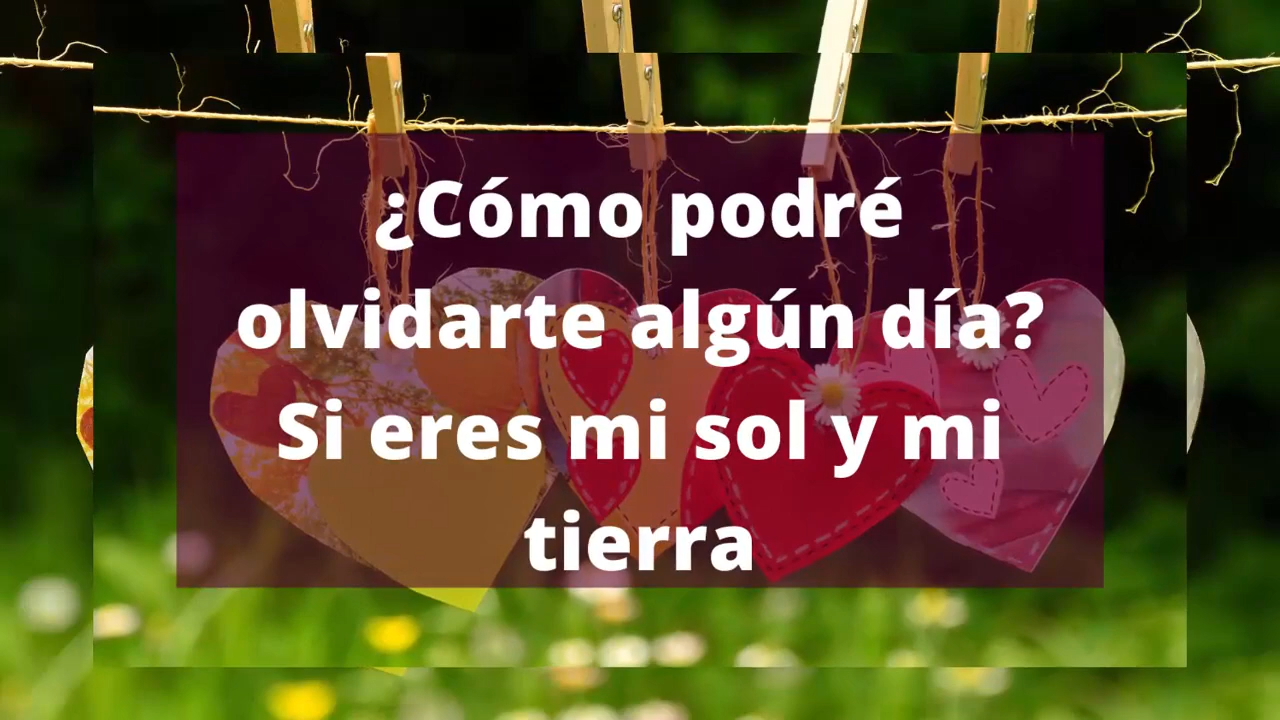 ¿Cómo podré
olvidarte algún día?
Si eres mi sol y mi
tierra